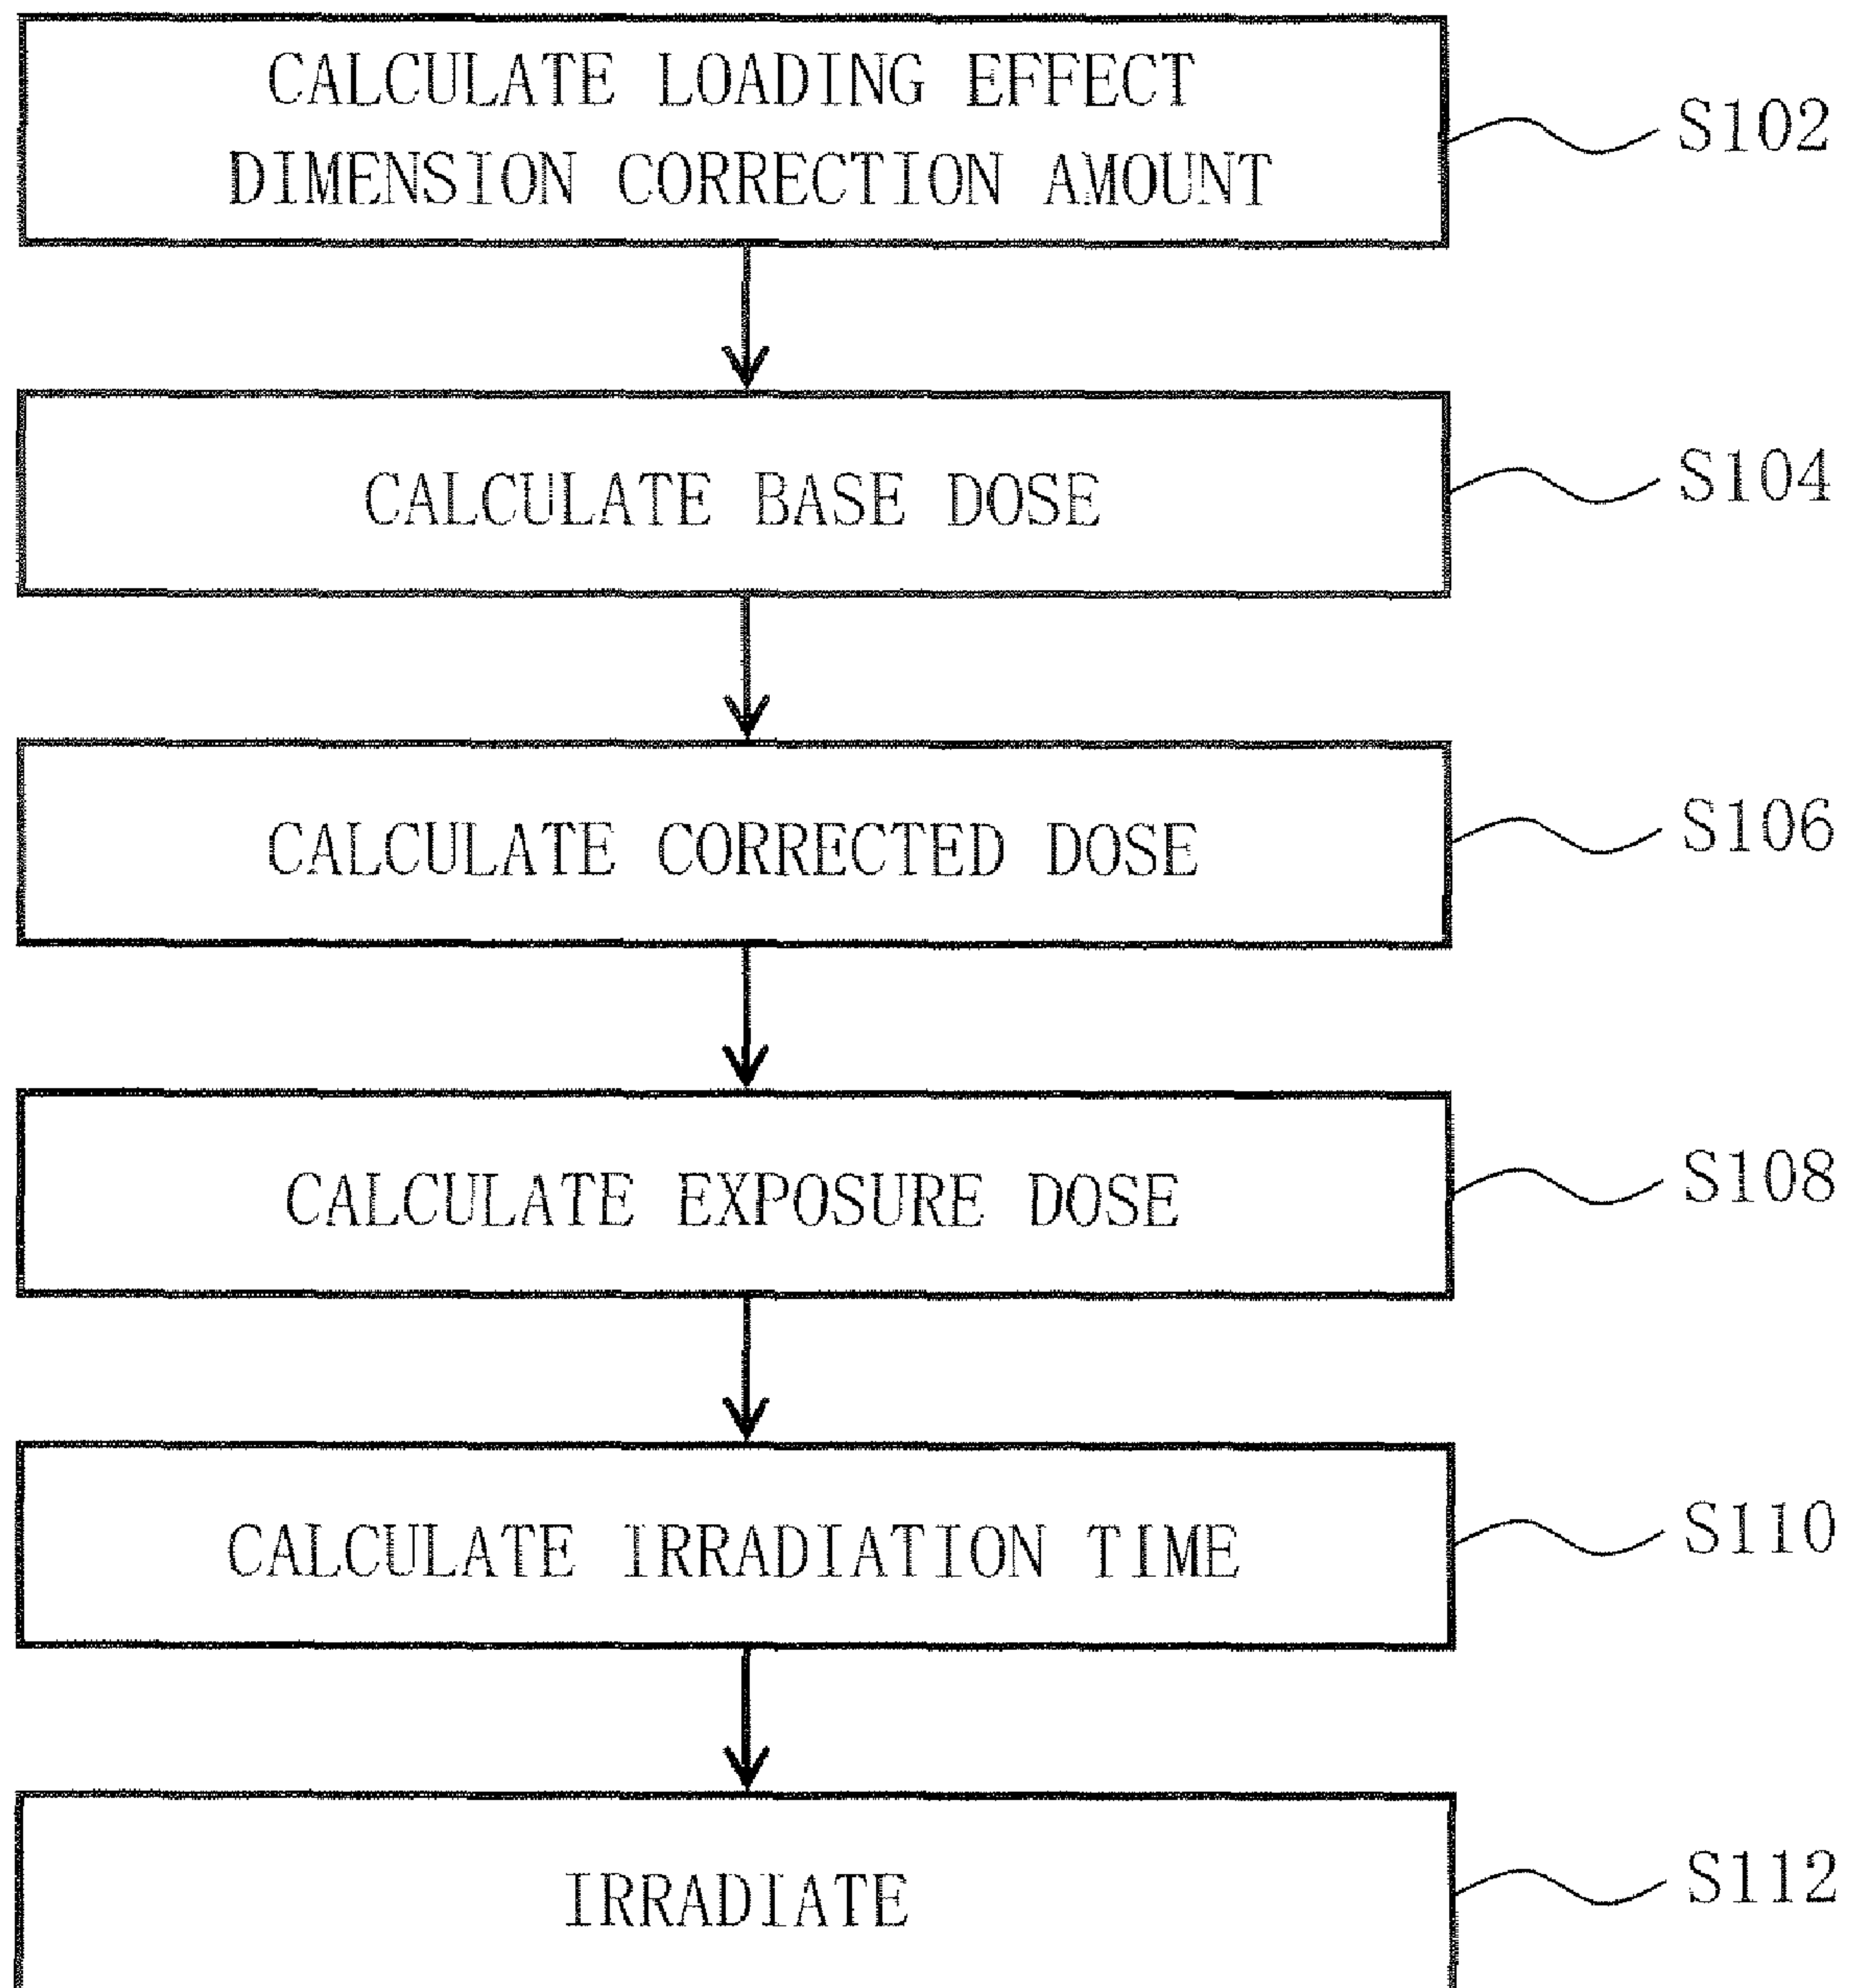 CALCULATE LOADING EFFECT
DIMENSION CORRECTION AMOUNT
S102
CALCULATE BASE DOSE
S104
CALCULATE CORRECTED DOSE
S106
CALCULATE EXPOSURE DOSE
S108
CALCULATE IRRADIATION TIME
S110
IRRADIATE
S112